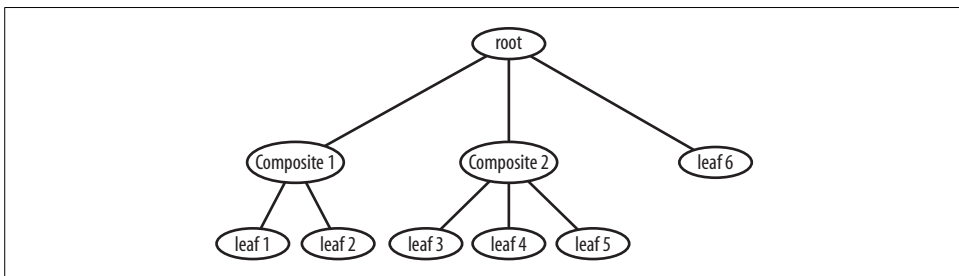 root
Composite 1
Composite 2
leaf 6
leaf 1
leaf 2
leaf 3
leaf 4
leaf 5